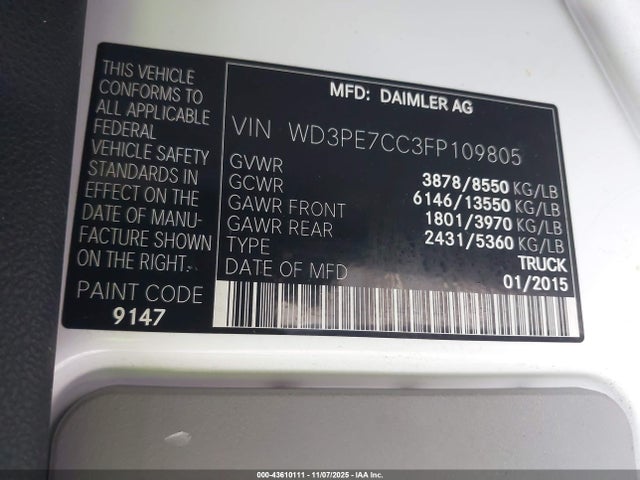 THIS VEHICLE
CONFORMS TO
ALL APPLICABLE
FEDERAL
VEHICLE SAFETY
STANDARDS IN
EFFECT ON THE
DATE OF MANU-
FACTURE SHOWN
ON THE RIGHT.
PAINT CODE
9147
MFD: DAIMLER AG
VIN WD3PE7CC3FP109805
GVWR 3878/8550 KG/LB
GCWR 6146/13550 KG/LB
GAWR FRONT 1801/3970 KG/LB
GAWR REAR 2431/5360 KG/LB
TYPE TRUCK
DATE OF MFD 01/2015
000-43610111 - 11/07/2025 - IAA Inc.